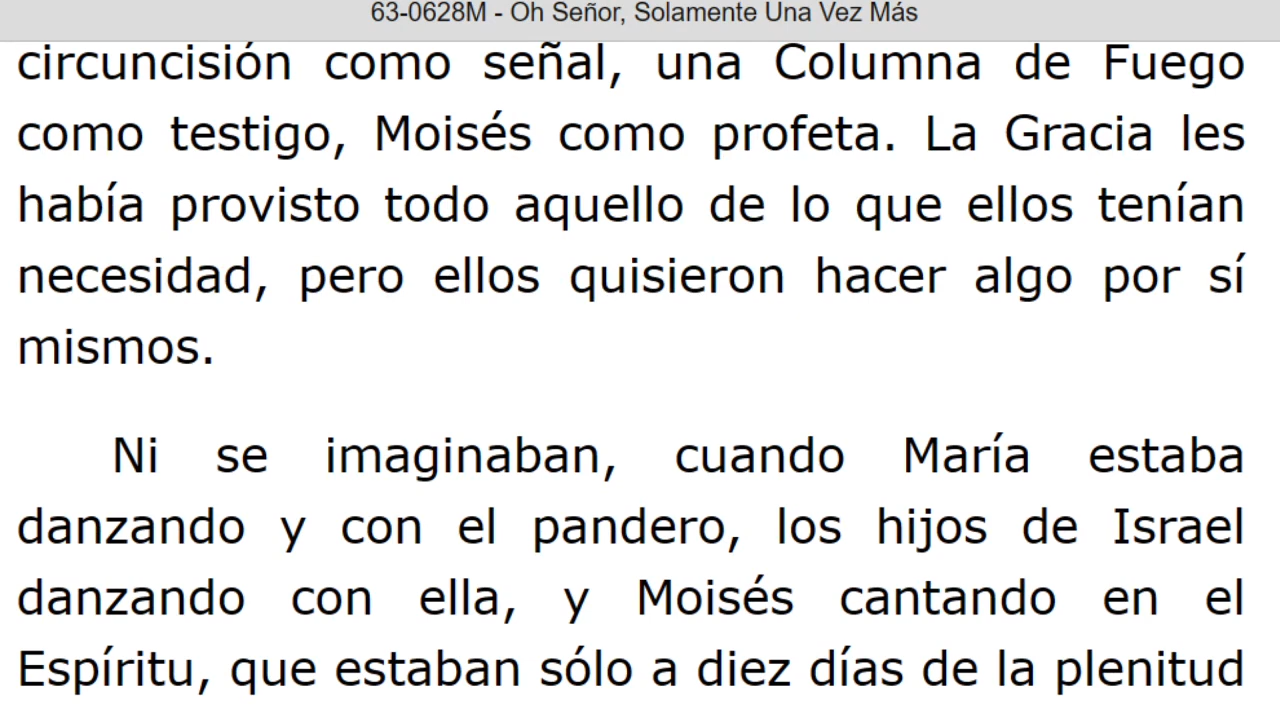 63-0628M - Oh Señor, Solamente Una Vez Más
circuncisión como señal, una Columna de Fuego
como testigo, Moisés como profeta. La Gracia les
había provisto todo aquello de lo que ellos tenían
necesidad, pero ellos quisieron hacer algo por sí
mismos.
Ni se imaginaban, cuando María estaba
danzando y con el pandero, los hijos de Israel
danzando con ella, y Moisés cantando en el
Espíritu, que estaban sólo a diez días de la plenitud